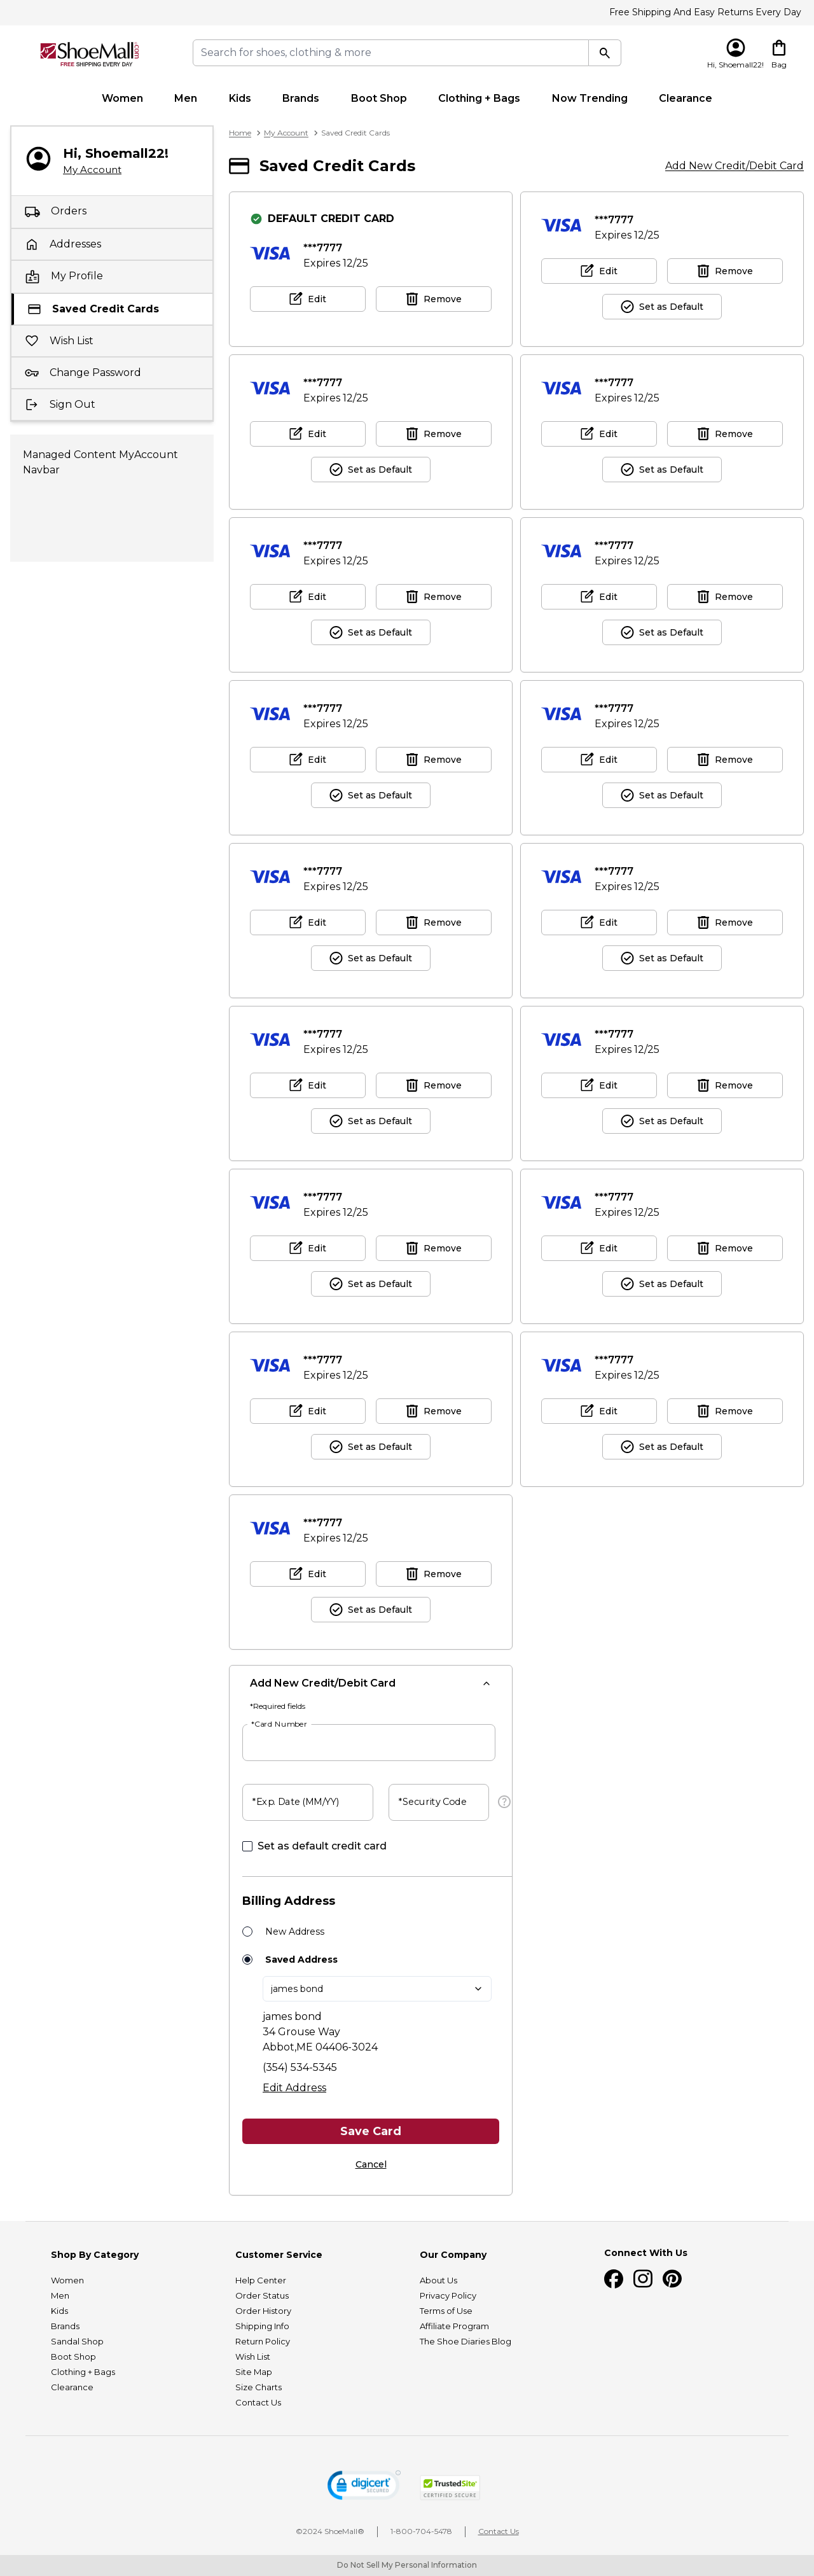 Free Shipping And Easy Returns Every Day
ShoeMall.com
FREE SHIPPING EVERY DAY
Search for shoes, clothing & more
Hi, Shoemall22!
Bag
Women Men Kids Brands Boot Shop Clothing + Bags Now Trending Clearance
Hi, Shoemall22!
My Account
Orders
Addresses
My Profile
Saved Credit Cards
Wish List
Change Password
Sign Out
Managed Content MyAccount
Navbar
Home > My Account > Saved Credit Cards
Saved Credit Cards
Add New Credit/Debit Card
DEFAULT CREDIT CARD
VISA ***7777
Expires 12/25
Edit Remove
VISA ***7777
Expires 12/25
Edit Remove
Set as Default
VISA ***7777
Expires 12/25
Edit Remove
Set as Default
VISA ***7777
Expires 12/25
Edit Remove
Set as Default
VISA ***7777
Expires 12/25
Edit Remove
Set as Default
VISA ***7777
Expires 12/25
Edit Remove
Set as Default
VISA ***7777
Expires 12/25
Edit Remove
Set as Default
VISA ***7777
Expires 12/25
Edit Remove
Set as Default
VISA ***7777
Expires 12/25
Edit Remove
Set as Default
VISA ***7777
Expires 12/25
Edit Remove
Set as Default
VISA ***7777
Expires 12/25
Edit Remove
Set as Default
VISA ***7777
Expires 12/25
Edit Remove
Set as Default
VISA ***7777
Expires 12/25
Edit Remove
Set as Default
VISA ***7777
Expires 12/25
Edit Remove
Set as Default
VISA ***7777
Expires 12/25
Edit Remove
Set as Default
VISA ***7777
Expires 12/25
Edit Remove
Set as Default
VISA ***7777
Expires 12/25
Edit Remove
Set as Default
Add New Credit/Debit Card
*Required fields
*Card Number
*Exp. Date (MM/YY) *Security Code ?
Set as default credit card
Billing Address
New Address
Saved Address
james bond
james bond
34 Grouse Way
Abbot,ME 04406-3024
(354) 534-5345
Edit Address
Save Card
Cancel
Shop By Category
Women
Men
Kids
Brands
Sandal Shop
Boot Shop
Clothing + Bags
Clearance
Customer Service
Help Center
Order Status
Order History
Shipping Info
Return Policy
Wish List
Site Map
Size Charts
Contact Us
Our Company
About Us
Privacy Policy
Terms of Use
Affiliate Program
The Shoe Diaries Blog
Connect With Us
digicert
SECURED
TrustedSite
CERTIFIED SECURE
©2024 ShoeMall® | 1-800-704-5478 | Contact Us
Do Not Sell My Personal Information